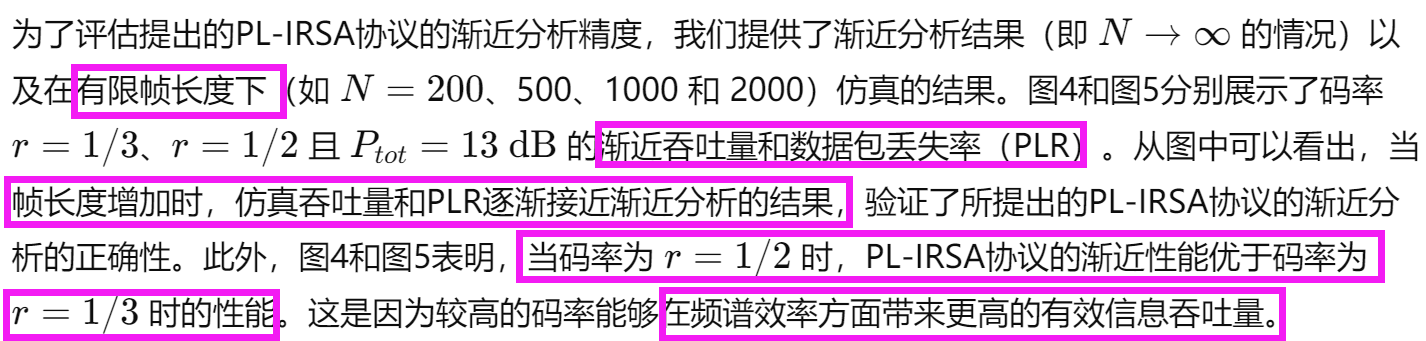 为了评估提出的PL-IRSA协议的渐近分析精度，我们提供了渐近分析结果（即 N → ∞ 的情况）以
及在有限帧长度下（如 N = 200、500、1000 和 2000）仿真的结果。图4和图5分别展示了码率
r = 1/3、r = 1/2 且 P_{tot} = 13 dB 的渐近吞吐量和数据包丢失率（PLR）。从图中可以看出，当
帧长度增加时，仿真吞吐量和PLR逐渐接近渐近分析的结果，验证了所提出的PL-IRSA协议的渐近分
析的正确性。此外，图4和图5表明，当码率为 r = 1/2 时，PL-IRSA协议的渐近性能优于码率为
r = 1/3 时的性能。这是因为较高的码率能够在频谱效率方面带来更高的有效信息吞吐量。